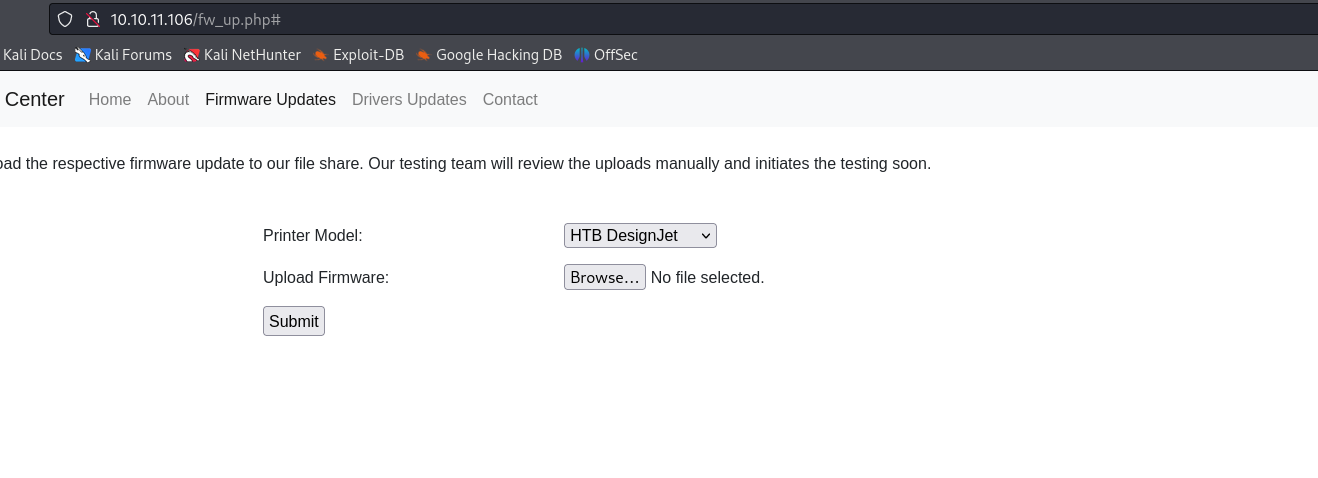 10.10.11.106/fw_up.php#
Kali Docs Kali Forums Kali NetHunter Exploit-DB Google Hacking DB OffSec
Center Home About Firmware Updates Drivers Updates Contact
the respective firmware update to our file share. Our testing team will review the uploads manually and initiates the testing soon.
Printer Model: HTB DesignJet
Upload Firmware: Browse... No file selected.
Submit